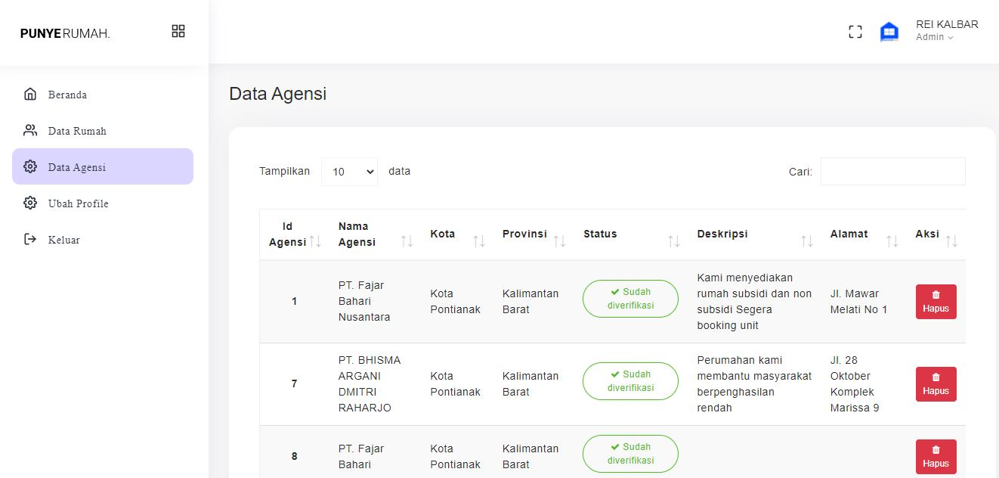 PUNYERUMAH.
REI KALBAR
Admin
Beranda
Data Rumah
Data Agensi
Ubah Profile
Keluar
Data Agensi
Tampilkan 10 data
Cari:
Id
Agensi
Nama
Agensi
Kota
Provinsi
Status
Deskripsi
Alamat
Aksi
1
PT. Fajar
Bahari
Nusantara
Kota
Pontianak
Kalimantan
Barat
Sudah
diverifikasi
Kami menyediakan
rumah subsidi dan non
subsidi Segera
booking unit
Jl. Mawar
Melati No 1
Hapus
7
PT. BHISMA
ARGANI
DMITRI
RAHARJO
Kota
Pontianak
Kalimantan
Barat
Sudah
diverifikasi
Perumahan kami
membantu masyarakat
berpenghasilan
rendah
Jl. 28
Oktober
Komplek
Marissa 9
Hapus
8
PT. Fajar
Bahari
Kota
Pontianak
Kalimantan
Barat
Sudah
diverifikasi
Hapus